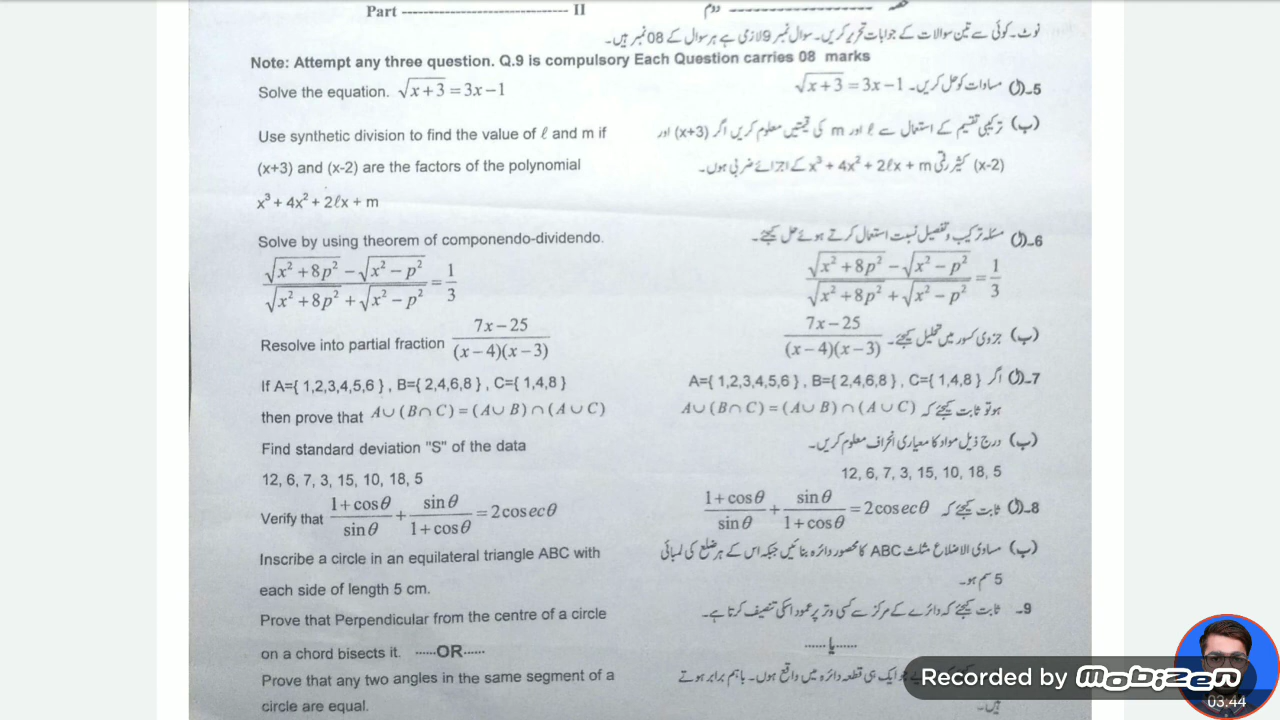 Part ---------------------------- II حصہ ------------------ دوم
نوٹ۔ کوئی سے تین سوالات کے جوابات تحریر کریں۔ سوال نمبر 9 لازمی ہے ہر سوال کے 08 نمبر ہیں۔
Note: Attempt any three question. Q.9 is compulsory Each Question carries 08 marks
Solve the equation. √(x+3) = 3x−1
5۔(ا) مساوات کو حل کریں۔ √(x+3) = 3x−1
Use synthetic division to find the value of ℓ and m if
(x+3) and (x-2) are the factors of the polynomial
x³ + 4x² + 2ℓx + m
(ب) ترکیبی تقسیم کے استعمال سے ℓ اور m کی قیمتیں معلوم کریں اگر (x+3) اور
(x-2) کثیر رقمی x³ + 4x² + 2ℓx + m کے اجزائے ضربی ہوں۔
Solve by using theorem of componendo-dividendo.
(√(x²+8p²) − √(x²−p²)) / (√(x²+8p²) + √(x²−p²)) = 1/3
6۔(ا) مسئلہ ترکیب و تفصیل نسبت استعمال کرتے ہوئے حل کیجئے۔
(√(x²+8p²) − √(x²−p²)) / (√(x²+8p²) + √(x²−p²)) = 1/3
Resolve into partial fraction (7x−25) / ((x−4)(x−3))
(ب) جزوی کسور میں تحلیل کیجئے۔ (7x−25) / ((x−4)(x−3))
If A={ 1,2,3,4,5,6 } , B={ 2,4,6,8 } , C={ 1,4,8 }
then prove that A∪(B∩C) = (A∪B)∩(A∪C)
7۔(ا) اگر A={ 1,2,3,4,5,6 } , B={ 2,4,6,8 } , C={ 1,4,8 }
ہو تو ثابت کیجئے کہ A∪(B∩C) = (A∪B)∩(A∪C)
Find standard deviation "S" of the data
12, 6, 7, 3, 15, 10, 18, 5
(ب) درج ذیل مواد کا معیاری انحراف معلوم کریں۔
12, 6, 7, 3, 15, 10, 18, 5
Verify that (1+cosθ)/sinθ + sinθ/(1+cosθ) = 2cosecθ
8۔(ا) ثابت کیجئے کہ (1+cosθ)/sinθ + sinθ/(1+cosθ) = 2cosecθ
Inscribe a circle in an equilateral triangle ABC with
each side of length 5 cm.
(ب) مساوی الاضلاع مثلث ABC کا محصور دائرہ بنائیں جبکہ اس کے ہر ضلع کی لمبائی
5 سم ہو۔
Prove that Perpendicular from the centre of a circle
on a chord bisects it. ......OR......
9۔ ثابت کیجئے کہ دائرے کے مرکز سے کسی وتر پر عمود اسکی تنصیف کرتا ہے۔
......یا......
Prove that any two angles in the same segment of a
circle are equal.
جو ایک ہی قطعہ دائرہ میں واقع ہوں۔ باہم برابر ہوتے
ہیں۔
Recorded by MOBIZEN
03:44